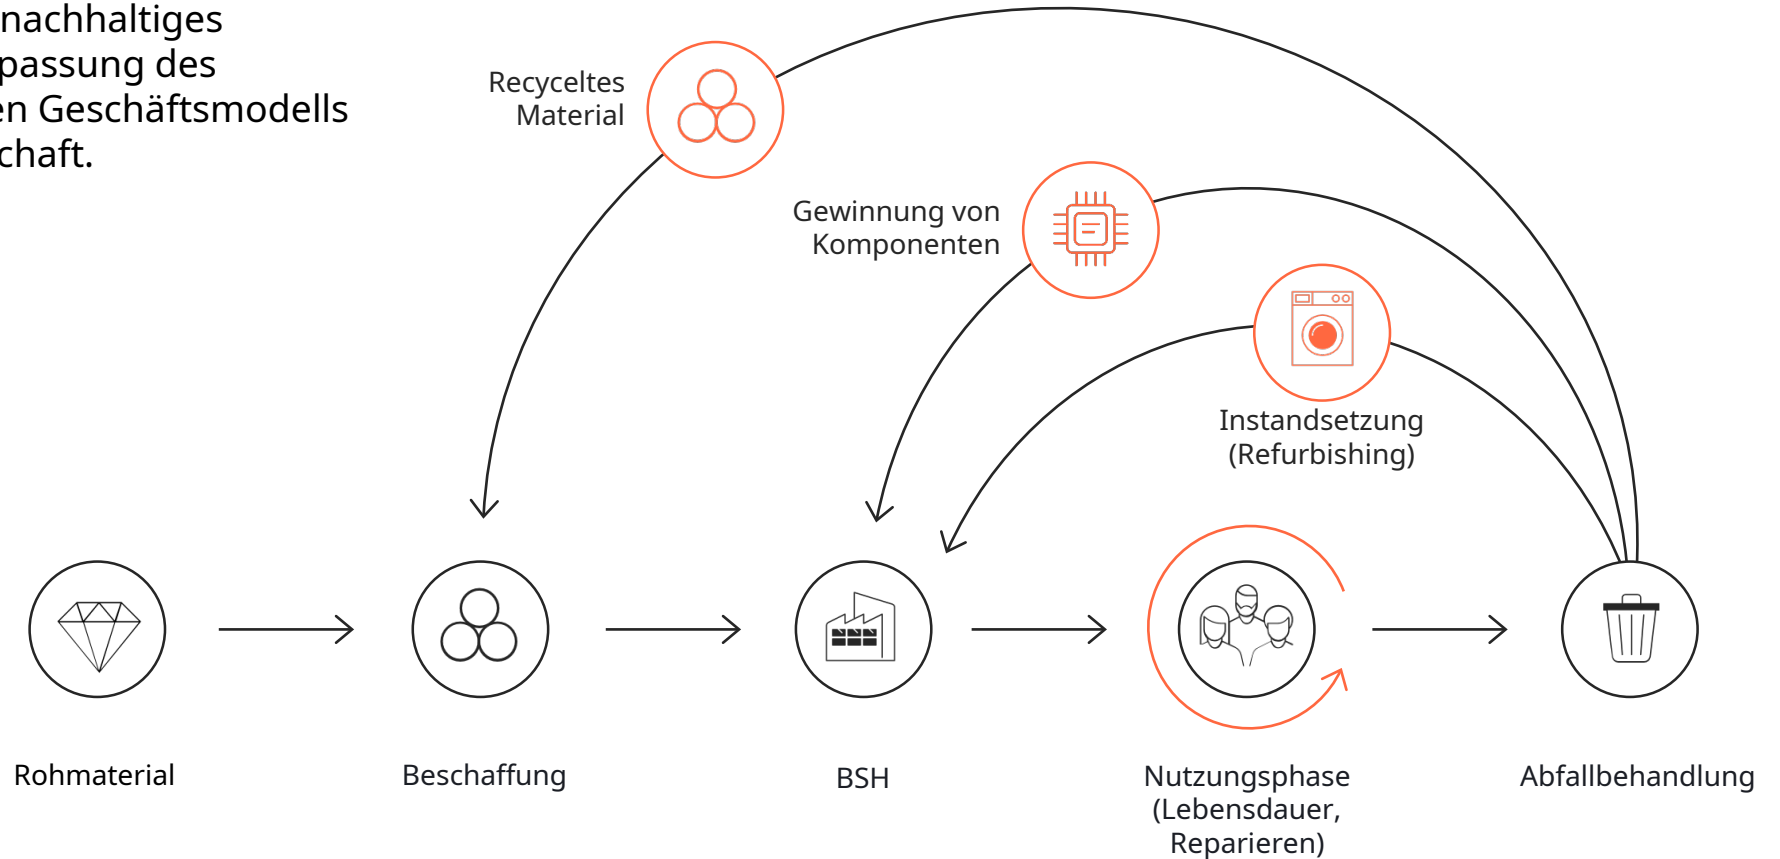 nachhaltiges
passung des
en Geschäftsmodells
chaft.
Recyceltes
Material
Gewinnung von
Komponenten
Instandsetzung
(Refurbishing)
Rohmaterial
Beschaffung
BSH
Nutzungsphase
(Lebensdauer,
Reparieren)
Abfallbehandlung